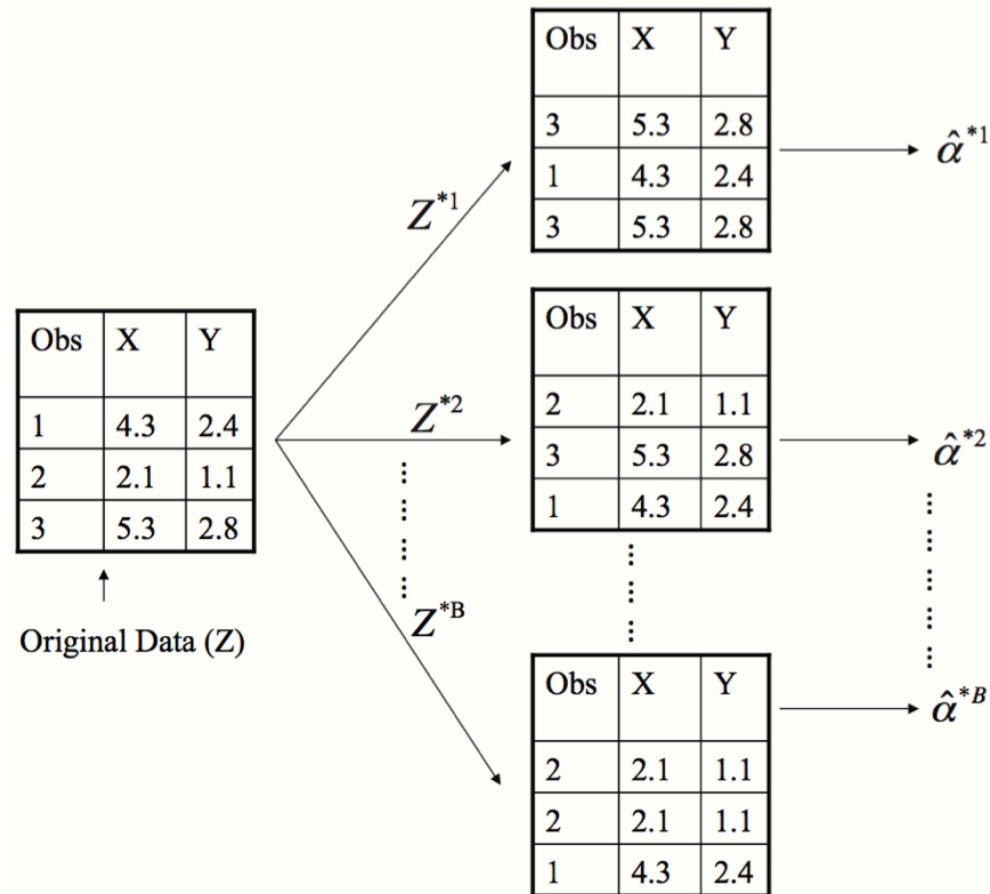 Obs X Y
3 5.3 2.8
1 4.3 2.4
3 5.3 2.8
α̂*1
Z*1
Obs X Y
1 4.3 2.4
2 2.1 1.1
3 5.3 2.8
Original Data (Z)
Z*2
Obs X Y
2 2.1 1.1
3 5.3 2.8
1 4.3 2.4
α̂*2
Z*B
Obs X Y
2 2.1 1.1
2 2.1 1.1
1 4.3 2.4
α̂*B